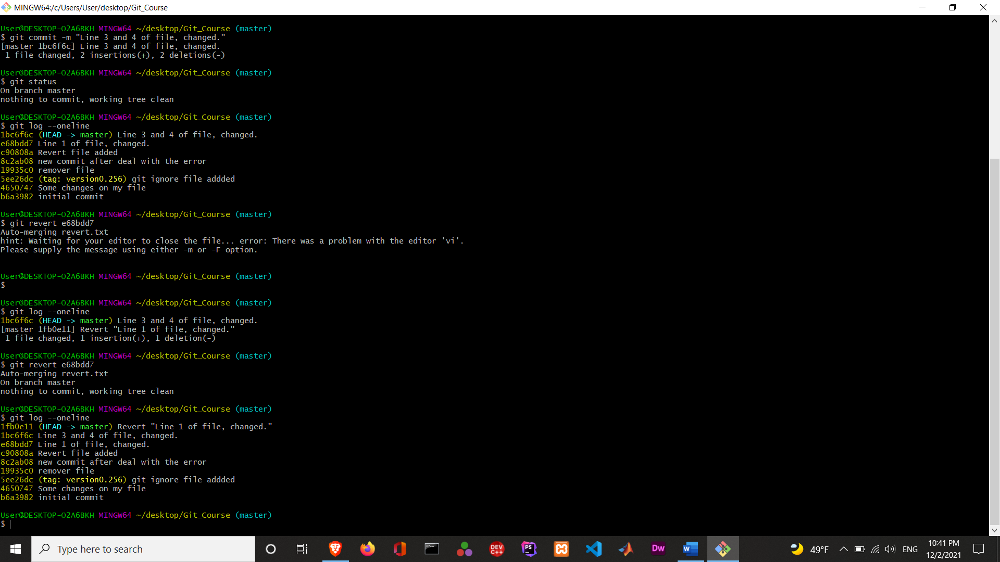 MINGW64:/c/Users/User/desktop/Git_Course
User@DESKTOP-O2A6BKH MINGW64 ~/desktop/Git_Course (master)
$ git commit -m "Line 3 and 4 of file, changed."
[master 1bc6f6c] Line 3 and 4 of file, changed.
 1 file changed, 2 insertions(+), 2 deletions(-)
User@DESKTOP-O2A6BKH MINGW64 ~/desktop/Git_Course (master)
$ git status
On branch master
nothing to commit, working tree clean
User@DESKTOP-O2A6BKH MINGW64 ~/desktop/Git_Course (master)
$ git log --oneline
1bc6f6c (HEAD -> master) Line 3 and 4 of file, changed.
e68bdd7 Line 1 of file, changed.
c90808a Revert file added
8c2ab08 new commit after deal with the error
19935c0 remover file
5ee26dc (tag: version0.256) git ignore file addded
4650747 Some changes on my file
b6a3982 initial commit
User@DESKTOP-O2A6BKH MINGW64 ~/desktop/Git_Course (master)
$ git revert e68bdd7
Auto-merging revert.txt
hint: Waiting for your editor to close the file... error: There was a problem with the editor 'vi'.
Please supply the message using either -m or -F option.
User@DESKTOP-O2A6BKH MINGW64 ~/desktop/Git_Course (master)
$
User@DESKTOP-O2A6BKH MINGW64 ~/desktop/Git_Course (master)
$ git log --oneline
1bc6f6c (HEAD -> master) Line 3 and 4 of file, changed.
[master 1fb0e11] Revert "Line 1 of file, changed."
 1 file changed, 1 insertion(+), 1 deletion(-)
User@DESKTOP-O2A6BKH MINGW64 ~/desktop/Git_Course (master)
$ git revert e68bdd7
Auto-merging revert.txt
On branch master
nothing to commit, working tree clean
User@DESKTOP-O2A6BKH MINGW64 ~/desktop/Git_Course (master)
$ git log --oneline
1fb0e11 (HEAD -> master) Revert "Line 1 of file, changed."
1bc6f6c Line 3 and 4 of file, changed.
e68bdd7 Line 1 of file, changed.
c90808a Revert file added
8c2ab08 new commit after deal with the error
19935c0 remover file
5ee26dc (tag: version0.256) git ignore file addded
4650747 Some changes on my file
b6a3982 initial commit
User@DESKTOP-O2A6BKH MINGW64 ~/desktop/Git_Course (master)
$
Type here to search
DEV C++
PS
Dw
W
49°F
ENG
10:41 PM
12/2/2021